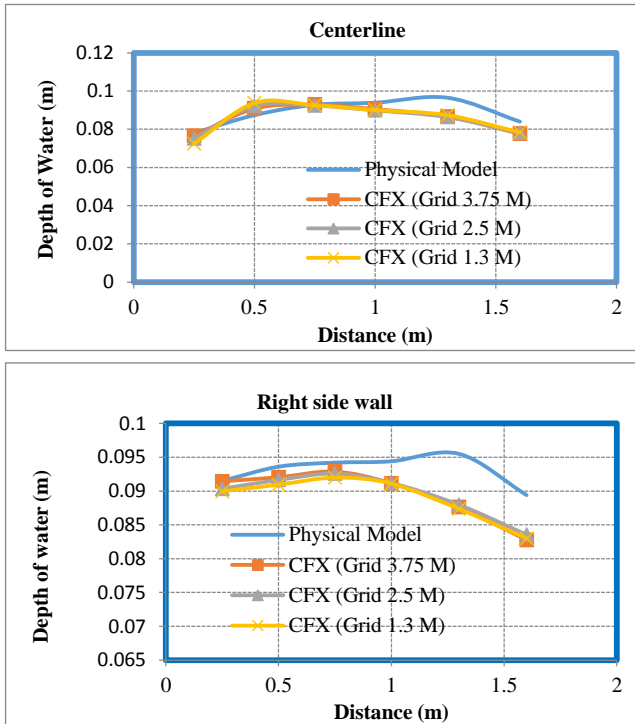 Centerline
0.12
0.1
0.08
0.06
0.04
0.02
0
Depth of Water (m)
Physical Model
CFX (Grid 3.75 M)
CFX (Grid 2.5 M)
CFX (Grid 1.3 M)
0 0.5 1 1.5 2
Distance (m)
Right side wall
0.1
0.095
0.09
0.085
0.08
0.075
0.07
0.065
Depth of water (m)
Physical Model
CFX (Grid 3.75 M)
CFX (Grid 2.5 M)
CFX (Grid 1.3 M)
0 0.5 1 1.5 2
Distance (m)